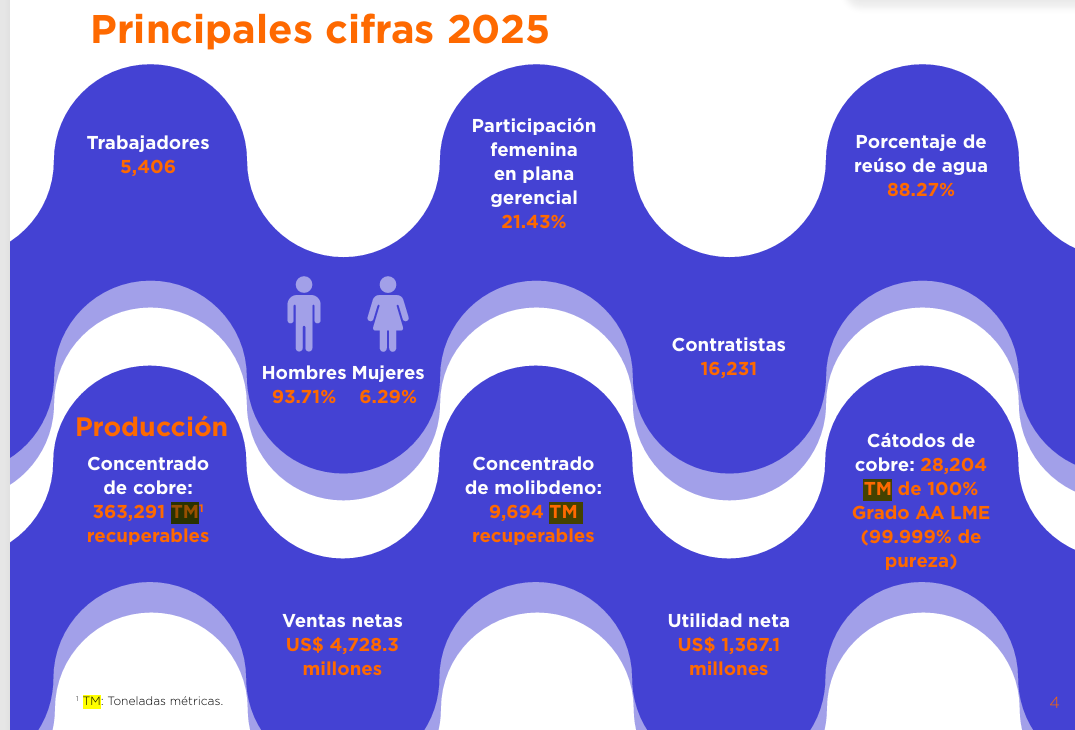 Principales cifras 2025
Trabajadores
5,406
Participación
femenina
en plana
gerencial
21.43%
Porcentaje de
reúso de agua
88.27%
Hombres
93.71%
Mujeres
6.29%
Contratistas
16,231
Producción
Concentrado
de cobre:
363,291 TM¹
recuperables
Concentrado
de molibdeno:
9,694 TM
recuperables
Cátodos de
cobre: 28,204
TM de 100%
Grado AA LME
(99.999% de
pureza)
Ventas netas
US$ 4,728.3
millones
Utilidad neta
US$ 1,367.1
millones
¹ TM: Toneladas métricas.
4